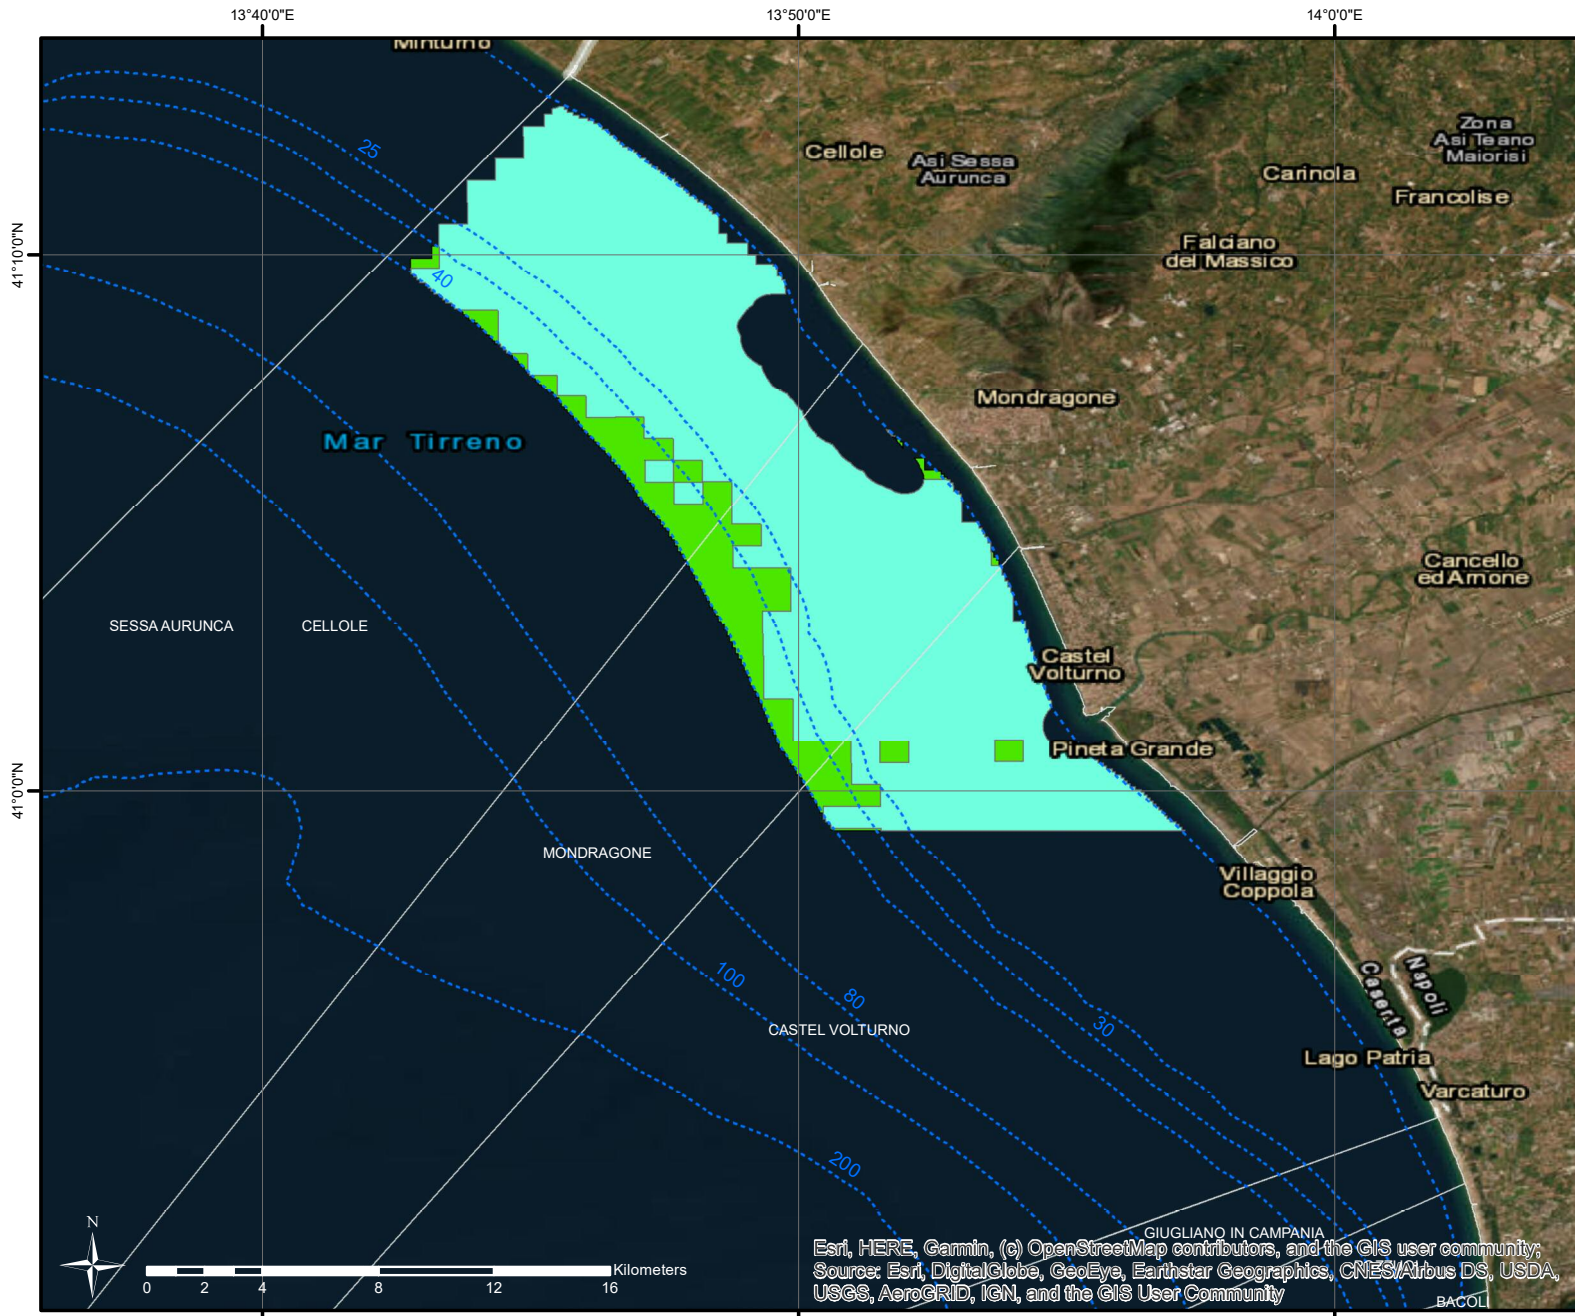 13°40'0"E
13°50'0"E
14°0'0"E
Minturno
25
Cellole
Asi Sessa
Aurunca
Zona
Asi Teano
Maiorisi
Carinola
Francolise
41°10'0"N
Falciano
del Massico
40
Mondragone
Mar Tirreno
Cancello
ed Arnone
SESSA AURUNCA
CELLOLE
Castel
Volturno
Pineta Grande
41°0'0"N
MONDRAGONE
Villaggio
Coppola
100
80
Caserta
Napoli
CASTEL VOLTURNO
30
Lago Patria
Varcaturo
200
GIUGLIANO IN CAMPANIA
N
Kilometers
0 2 4 8 12 16
Esri, HERE, Garmin, (c) OpenStreetMap contributors, and the GIS user community;
Source: Esri, DigitalGlobe, GeoEye, Earthstar Geographics, CNES/Airbus DS, USDA,
USGS, AeroGRID, IGN, and the GIS User Community
BACOLI